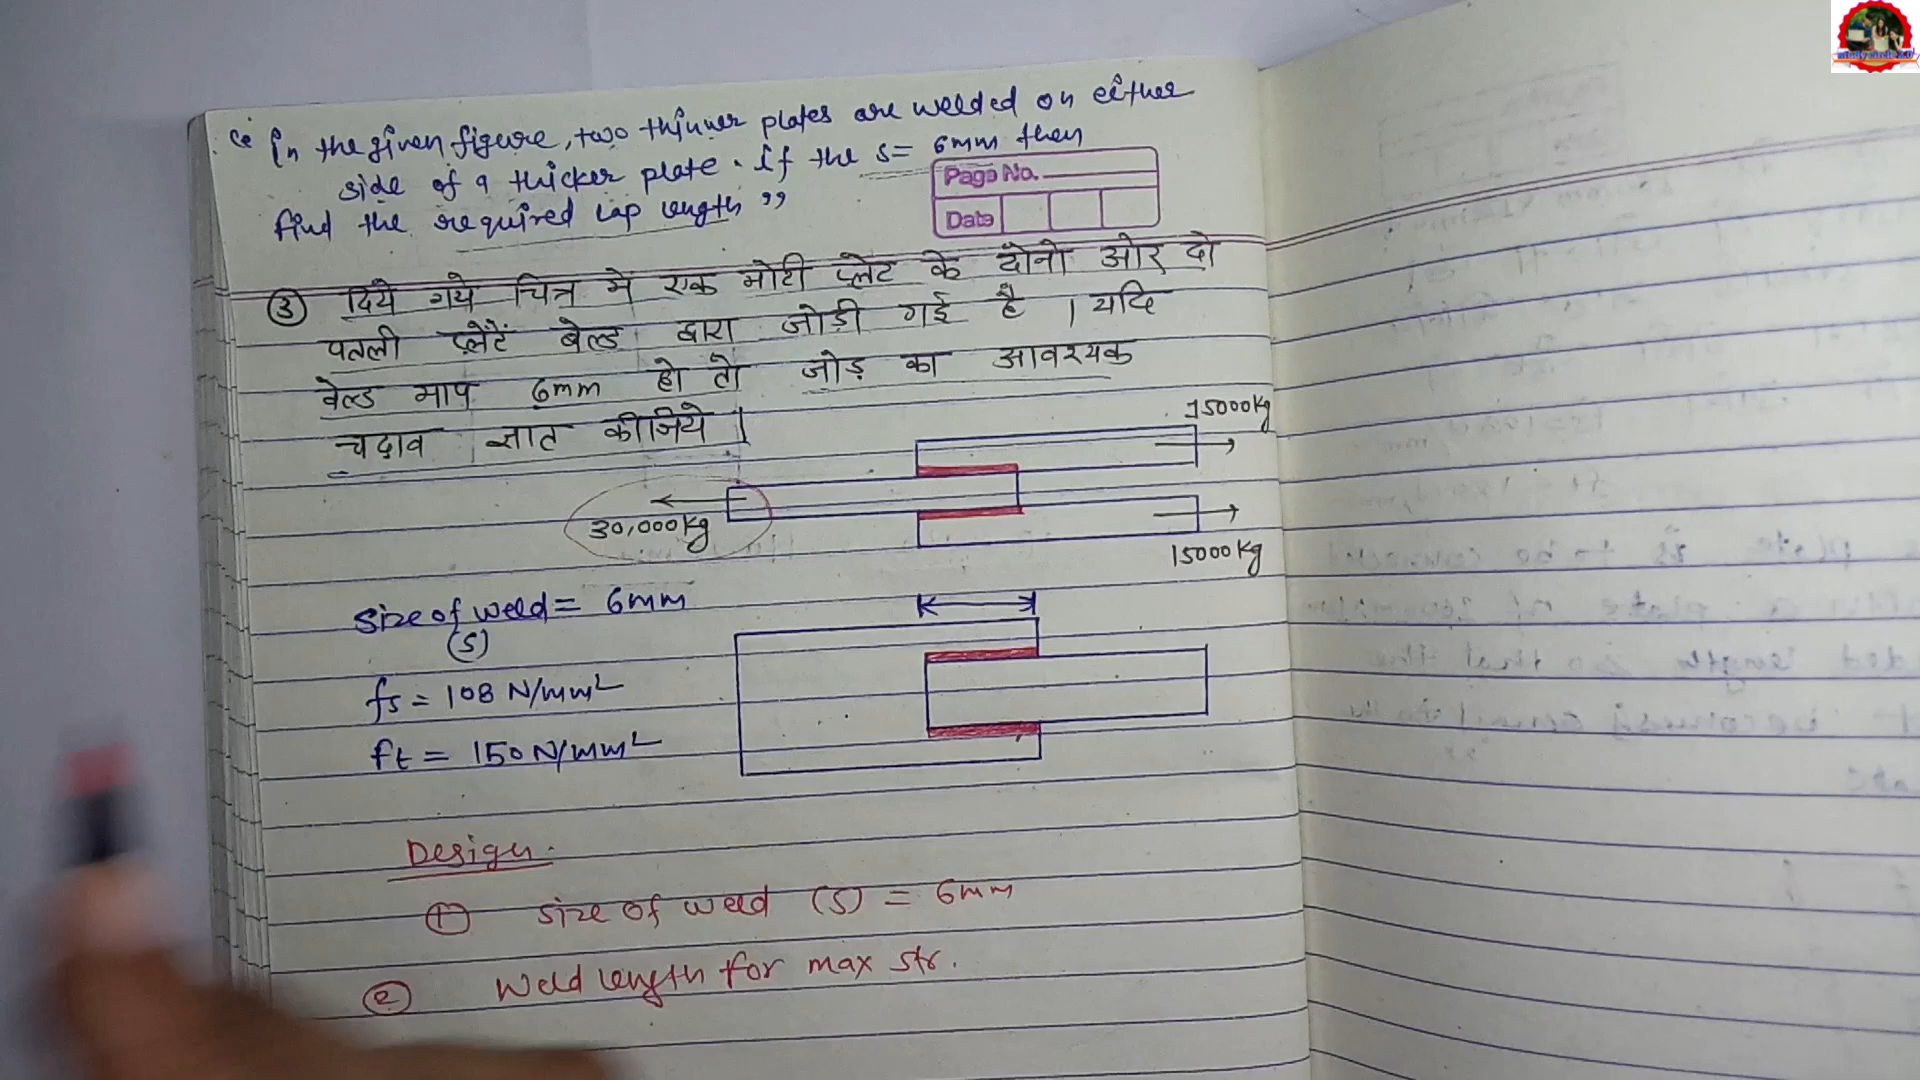 “ In the given figure, two thinner plates are welded on either
side of a thicker plate. if the s= 6mm then
find the required lap length ”
Page No.
Date
③ दिये गये चित्र मे एक मोटी प्लेट के दोनो ओर दो
पतली प्लेटें वेल्ड द्वारा जोड़ी गई है । यदि
वेल्ड माप 6mm हो तो जोड़ का आवश्यक
चढ़ाव ज्ञात कीजिये ।
15000kg
30,000kg
15000kg
Size of weld = 6mm
(S)
fs = 108 N/mm²
ft = 150 N/mm²
Design.
① Size of weld (S) = 6mm
② Weld length for max str.